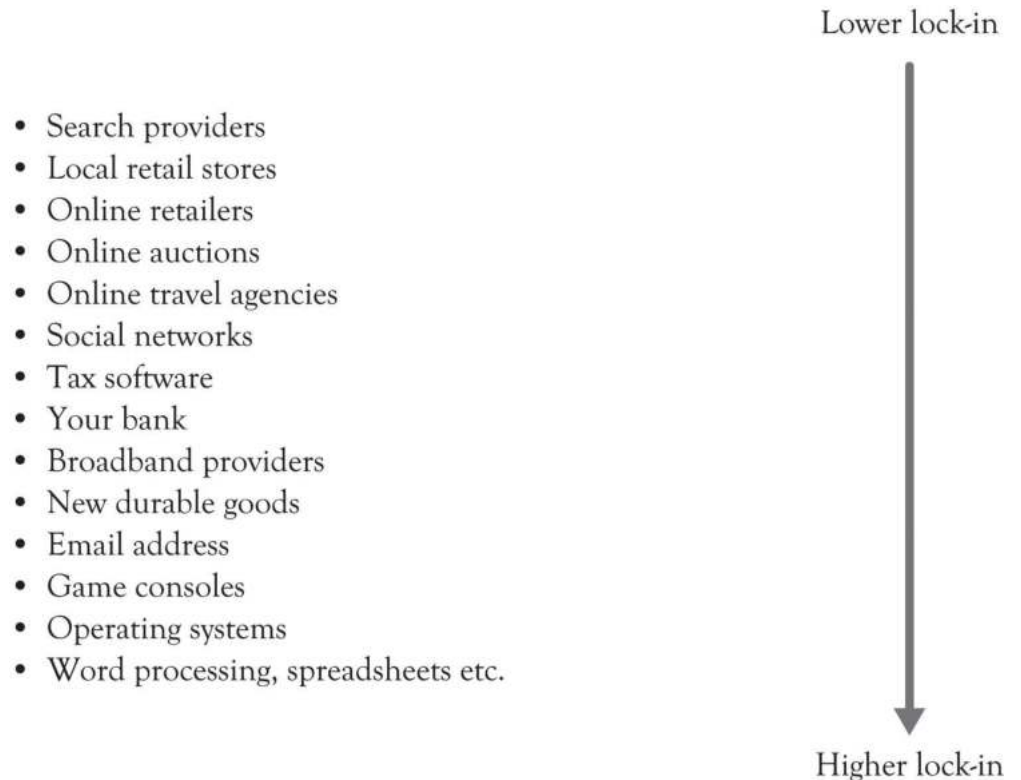 Lower lock-in
• Search providers
• Local retail stores
• Online retailers
• Online auctions
• Online travel agencies
• Social networks
• Tax software
• Your bank
• Broadband providers
• New durable goods
• Email address
• Game consoles
• Operating systems
• Word processing, spreadsheets etc.
Higher lock-in